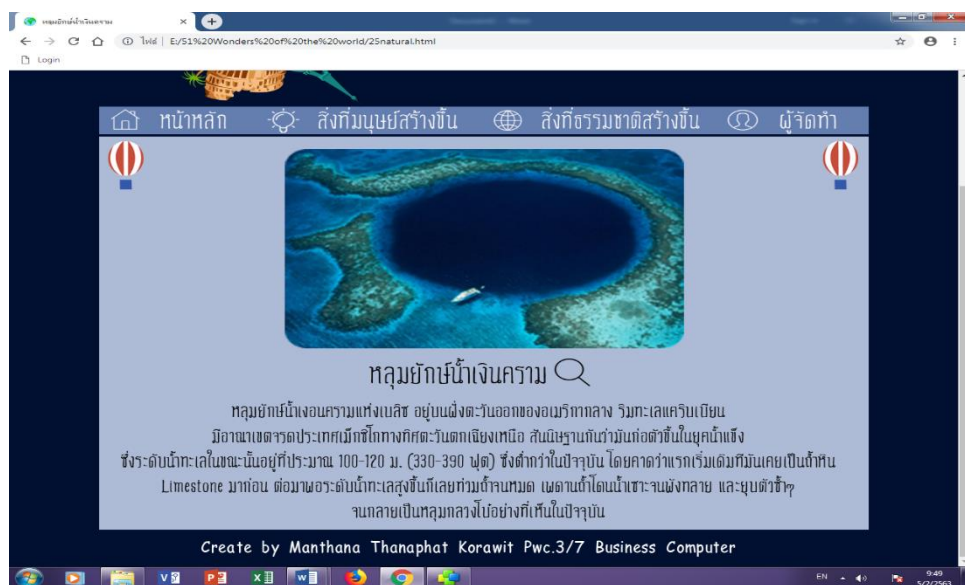 หลุมยักษ์น้ำเงินคราม
ไฟล์ | E:/51%20Wonders%20of%20the%20world/25natural.html
Login
หน้าหลัก สิ่งที่มนุษย์สร้างขึ้น สิ่งที่ธรรมชาติสร้างขึ้น ผู้จัดทำ
หลุมยักษ์น้ำเงินคราม
หลุมยักษ์น้ำเงอนครามแห่งเบลิซ อยู่บนฝั่งตะวันออกของอเมริกากลาง ริมทะเลแคริบเบียน
มีอาณาเขตจรดประเทศเม็กซิโกทางทิศตะวันตกเฉียงเหนือ สันนิษฐานกันว่ามันก่อตัวขึ้นในยุคน้ำแข็ง
ซึ่งระดับน้ำทะเลในขณะนั้นอยู่ที่ประมาณ 100-120 ม. (330-390 ฟุต) ซึ่งต่ำกว่าในปัจจุบัน โดยคาดว่าแรกเริ่มเดิมทีมันเคยเป็นถ้ำหิน
Limestone มาก่อน ต่อมาพอระดับน้ำทะเลสูงขึ้นก็เลยท่วมถ้ำจนหมด เพดานถ้ำโดนน้ำเซาะจนพังทลาย และยุบตัวซ้ำๆ
จนกลายเป็นหลุมกลางโบ๋อย่างที่เห็นในปัจจุบัน
Create by Manthana Thanaphat Korawit Pwc.3/7 Business Computer
EN 9:49
5/2/2563